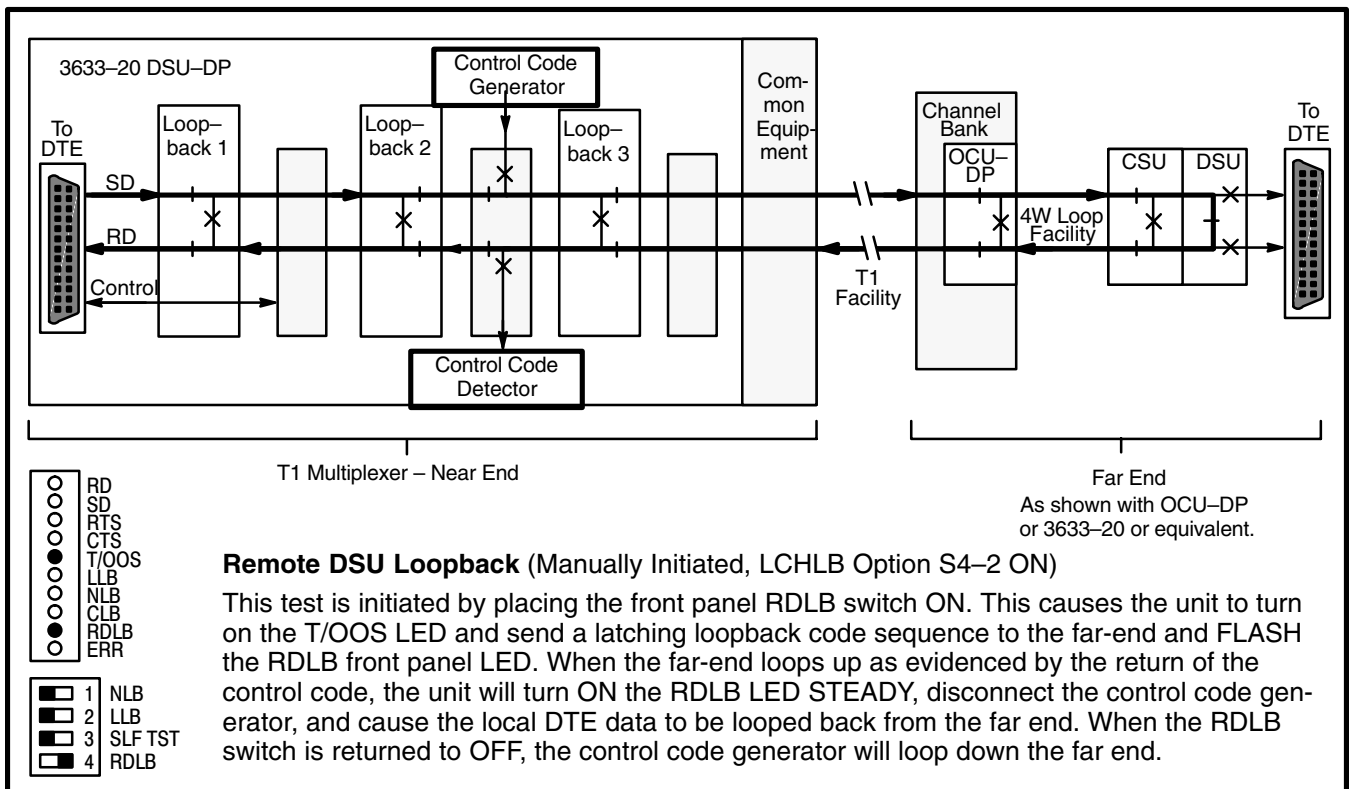 3633–20 DSU–DP
Control Code
Generator
Com-
mon
Equip-
ment
Channel
Bank
To
DTE
To
DTE
Loop–
back 1
Loop–
back 2
Loop–
back 3
OCU–
DP
CSU
DSU
SD
RD
4W Loop
Facility
Control
T1
Facility
Control Code
Detector
T1 Multiplexer – Near End
Far End
As shown with OCU–DP
or 3633–20 or equivalent.
RD
SD
RTS
CTS
T/OOS
LLB
NLB
CLB
RDLB
ERR
1 NLB
2 LLB
3 SLF TST
4 RDLB
Remote DSU Loopback (Manually Initiated, LCHLB Option S4–2 ON)
This test is initiated by placing the front panel RDLB switch ON. This causes the unit to turn
on the T/OOS LED and send a latching loopback code sequence to the far-end and FLASH
the RDLB front panel LED. When the far-end loops up as evidenced by the return of the
control code, the unit will turn ON the RDLB LED STEADY, disconnect the control code gen-
erator, and cause the local DTE data to be looped back from the far end. When the RDLB
switch is returned to OFF, the control code generator will loop down the far end.